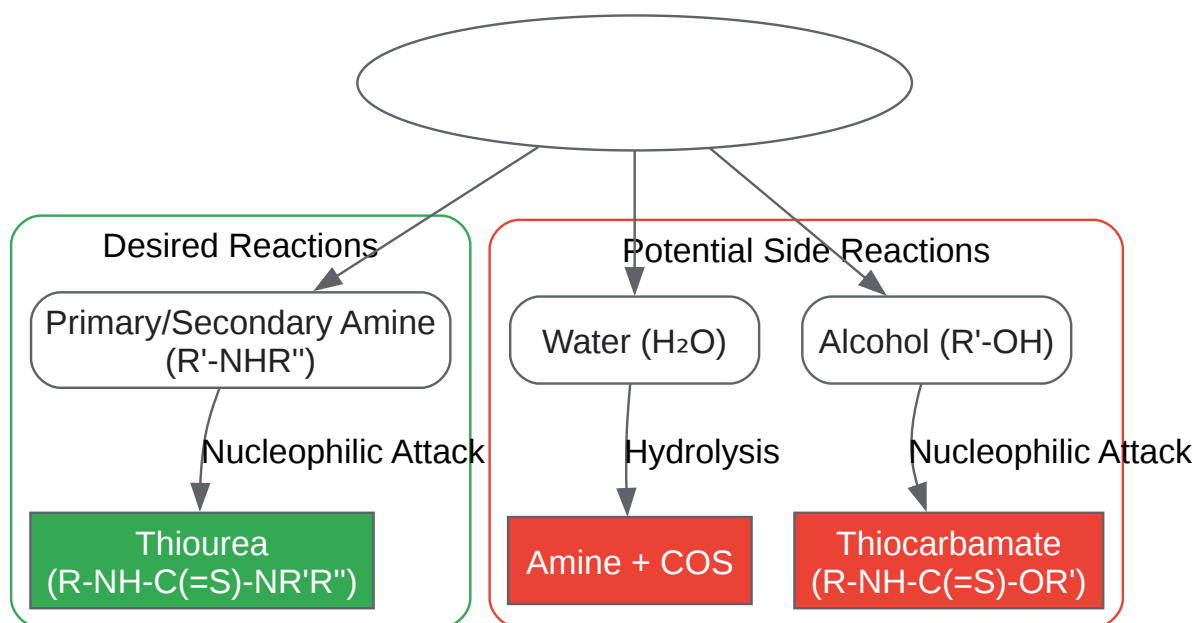 Desired Reactions
Potential Side Reactions
Primary/Secondary Amine
(R'-NHR")
Water (H₂O)
Alcohol (R'-OH)
Nucleophilic Attack
Hydrolysis
Nucleophilic Attack
Thiourea
(R-NH-C(=S)-NR'R")
Amine + COS
Thiocarbamate
(R-NH-C(=S)-OR')